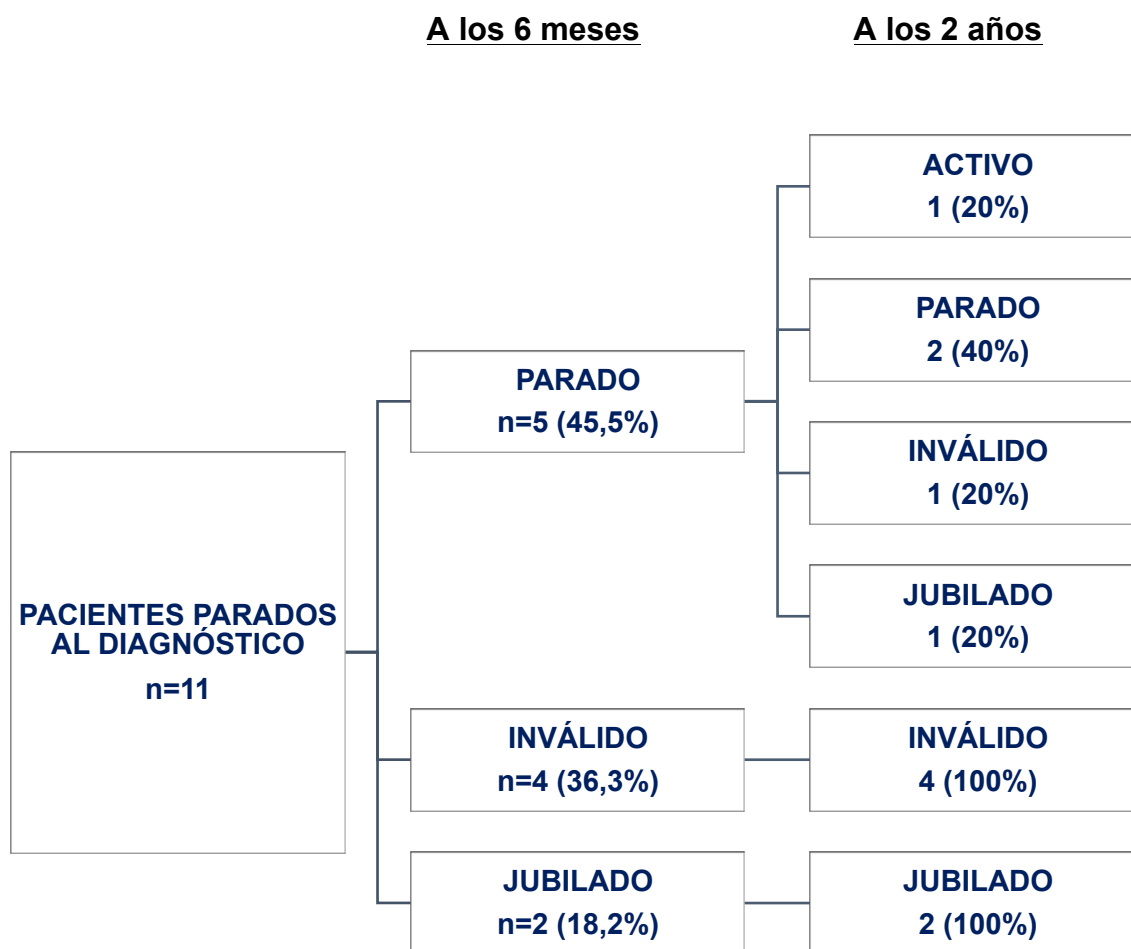 A los 6 meses
A los 2 años
PACIENTES PARADOS
AL DIAGNÓSTICO
n=11
PARADO
n=5 (45,5%)
ACTIVO
1 (20%)
PARADO
2 (40%)
INVÁLIDO
1 (20%)
JUBILADO
1 (20%)
INVÁLIDO
n=4 (36,3%)
INVÁLIDO
4 (100%)
JUBILADO
n=2 (18,2%)
JUBILADO
2 (100%)